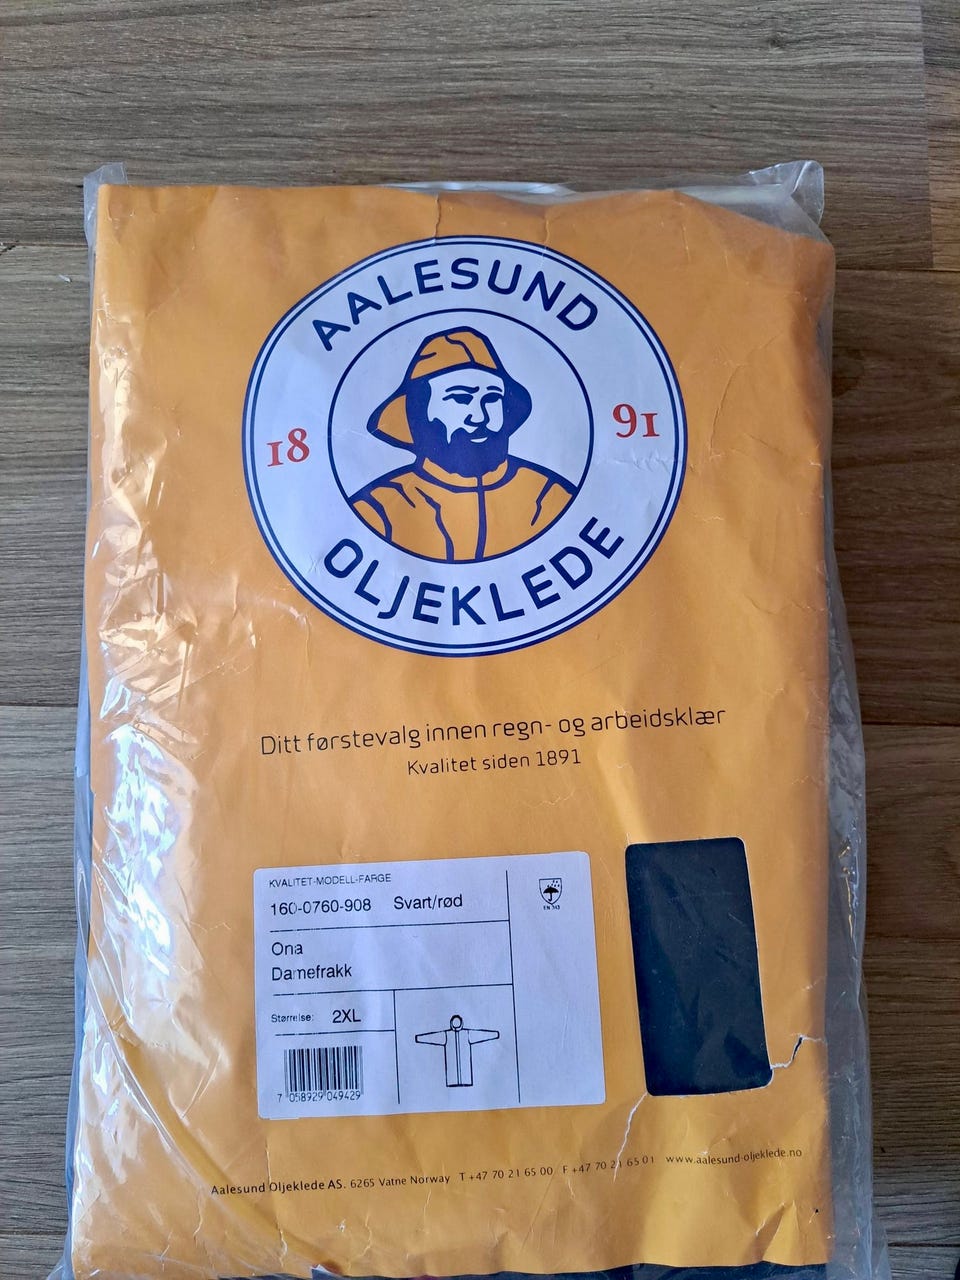 AALESUND
18 91
OLJEKLEDE
Ditt førstevalg innen regn- og arbeidsklær
Kvalitet siden 1891
KVALITET-MODELL-FARGE
160-0760-908 Svart/rød
Ona
Damefrakk
Størrelse: 2XL
EN 343
7 058929 049429
Aalesund Oljeklede AS. 6265 Vatne Norway T +47 70 21 65 00 F +47 70 21 65 01 www.aalesund-oljeklede.no